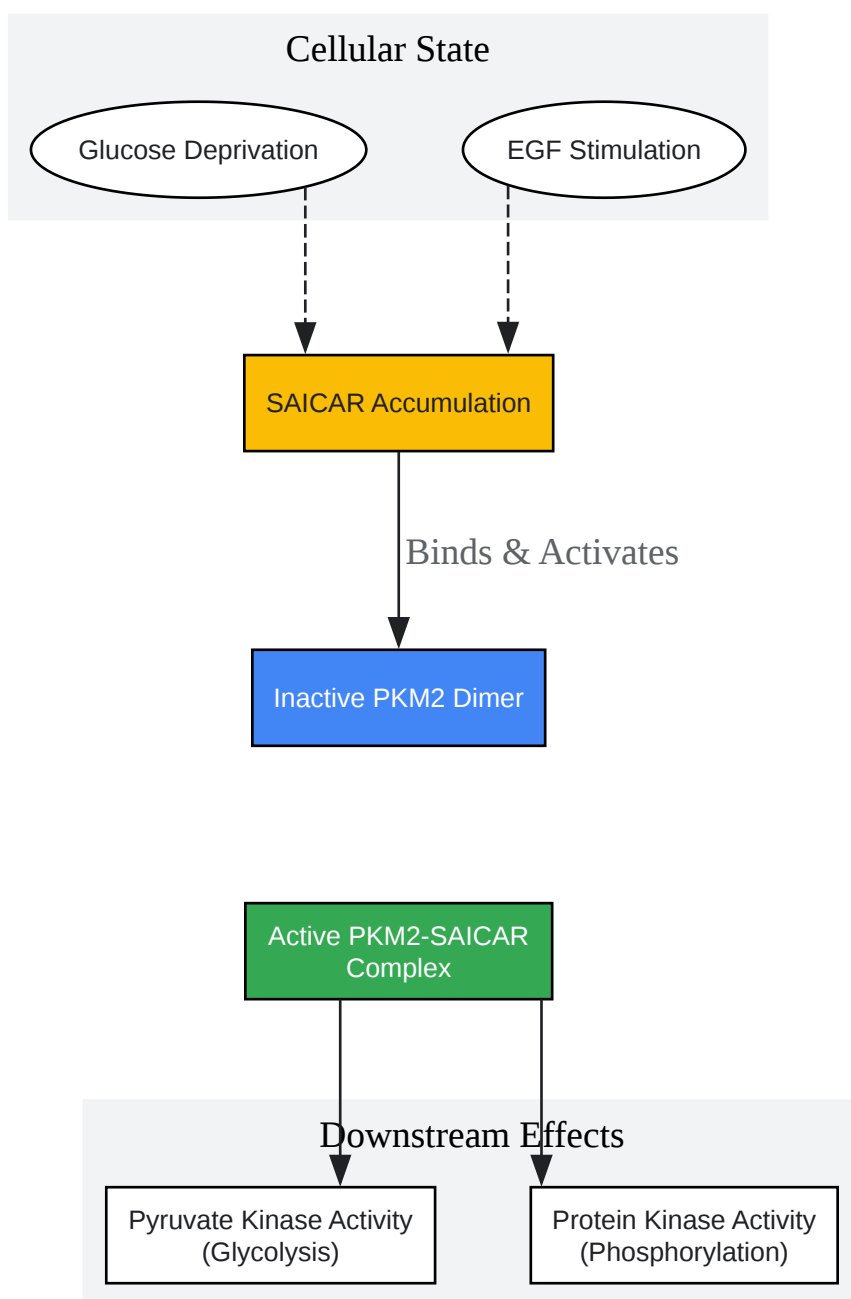 Cellular State
Glucose Deprivation
EGF Stimulation
SAICAR Accumulation
Binds & Activates
Inactive PKM2 Dimer
Active PKM2-SAICAR
Complex
Downstream Effects
Pyruvate Kinase Activity
(Glycolysis)
Protein Kinase Activity
(Phosphorylation)